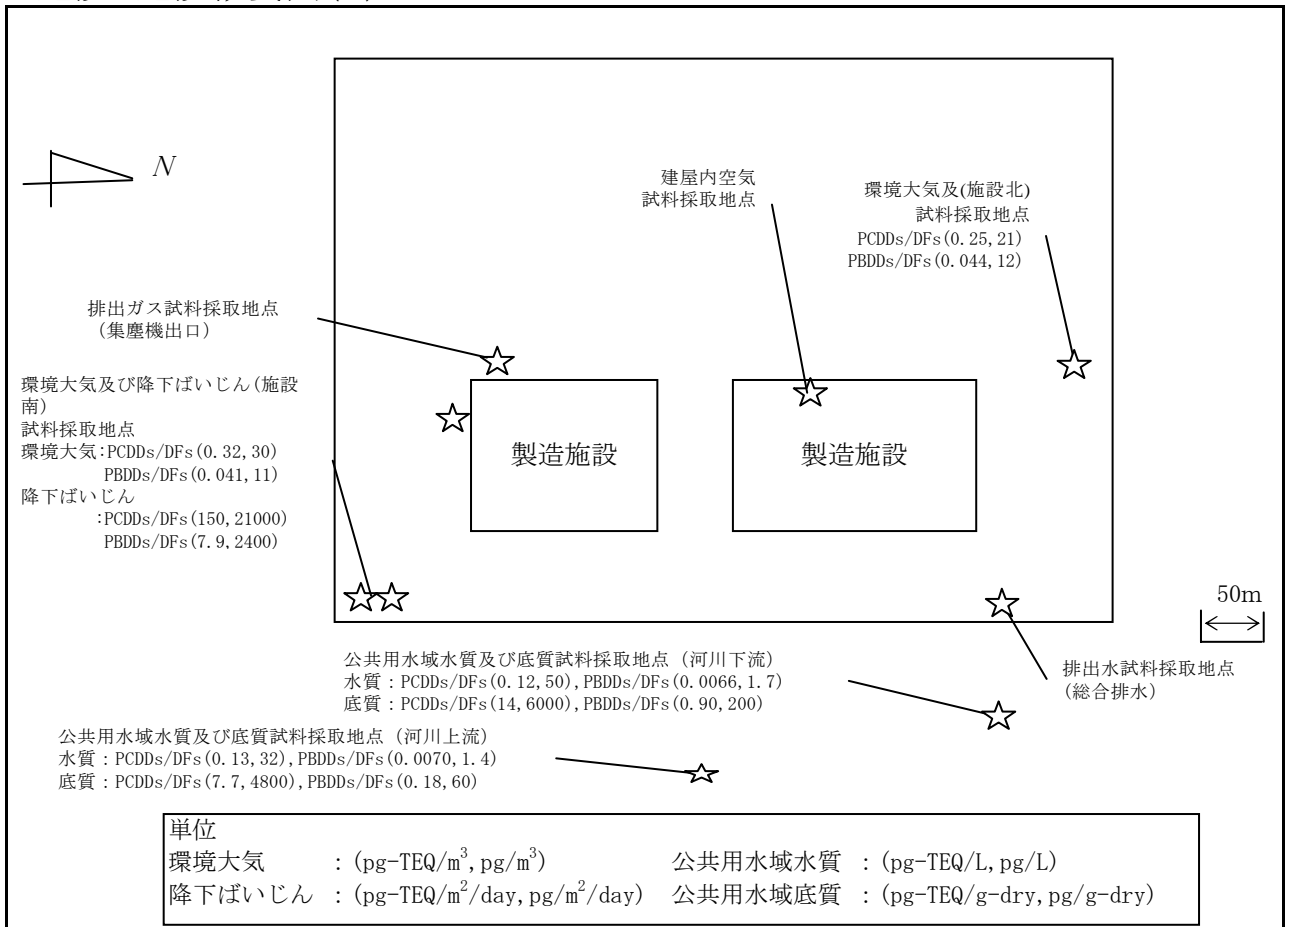 N
建屋内空気
試料採取地点
環境大気及(施設北)
試料採取地点
PCDDs/DFs(0.25,21)
PBDDs/DFs(0.044,12)
排出ガス試料採取地点
（集塵機出口）
環境大気及び降下ばいじん(施設
南)
試料採取地点
環境大気:PCDDs/DFs(0.32,30)
PBDDs/DFs(0.041,11)
降下ばいじん
:PCDDs/DFs(150,21000)
PBDDs/DFs(7.9,2400)
製造施設
製造施設
50m
公共用水域水質及び底質試料採取地点（河川下流）
水質：PCDDs/DFs(0.12,50),PBDDs/DFs(0.0066,1.7)
底質：PCDDs/DFs(14,6000),PBDDs/DFs(0.90,200)
排出水試料採取地点
(総合排水)
公共用水域水質及び底質試料採取地点（河川上流）
水質：PCDDs/DFs(0.13,32),PBDDs/DFs(0.0070,1.4)
底質：PCDDs/DFs(7.7,4800),PBDDs/DFs(0.18,60)
単位
環境大気　　：(pg-TEQ/m³,pg/m³)　　公共用水域水質：(pg-TEQ/L,pg/L)
降下ばいじん：(pg-TEQ/m²/day,pg/m²/day)　公共用水域底質：(pg-TEQ/g-dry,pg/g-dry)